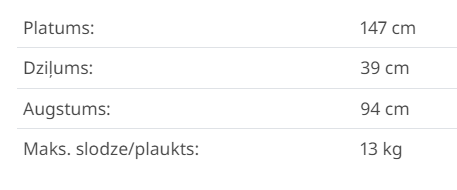 Platums: 147 cm
Dziļums: 39 cm
Augstums: 94 cm
Maks. slodze/plaukts: 13 kg